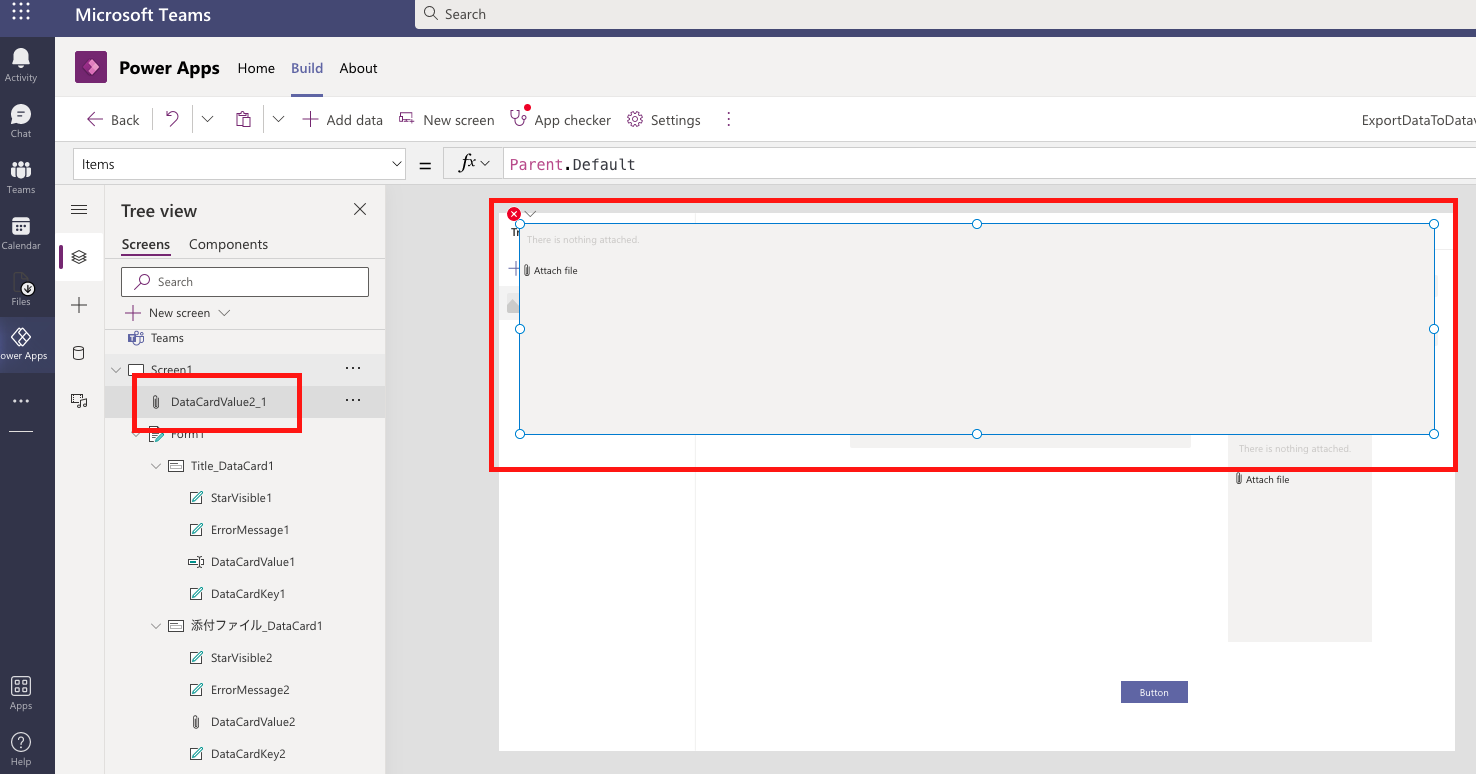 Microsoft Teams
Search
Activity
Chat
Teams
Calendar
Files
ower Apps
Apps
Help
Power Apps
Home
Build
About
Back
Add data
New screen
App checker
Settings
ExportDataToDatav
Items
=
fx
Parent.Default
Tree view
Screens
Components
Search
New screen
Teams
Screen1
DataCardValue2_1
Form1
Title_DataCard1
StarVisible1
ErrorMessage1
DataCardValue1
DataCardKey1
添付ファイル_DataCard1
StarVisible2
ErrorMessage2
DataCardValue2
DataCardKey2
There is nothing attached.
Attach file
There is nothing attached.
Attach file
Button